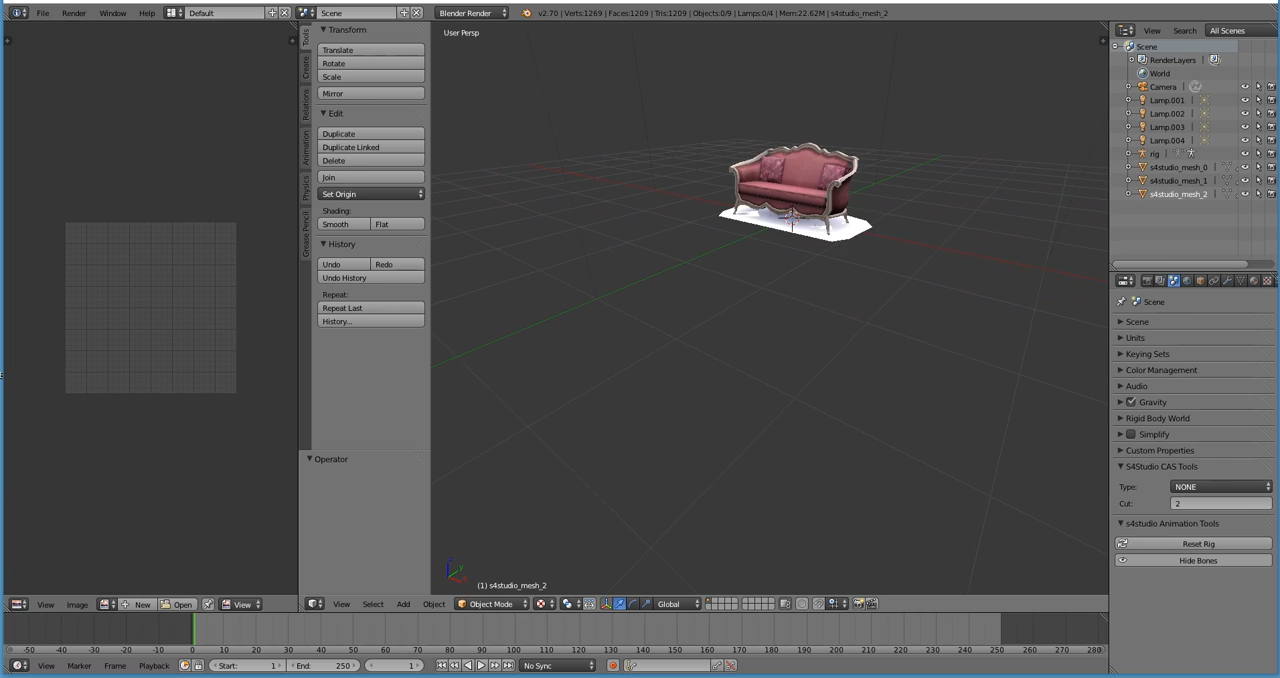 File Render Window Help Default Scene Blender Render v2.70 | Verts:1269 | Faces:1209 | Tris:1209 | Objects:0/9 | Lamps:0/4 | Mem:22.62M | s4studio_mesh_2
Tools
Create
Relations
Animation
Physics
Grease Pencil
Transform
Translate
Rotate
Scale
Mirror
Edit
Duplicate
Duplicate Linked
Delete
Join
Set Origin
Shading:
Smooth Flat
History
Undo Redo
Undo History
Repeat:
Repeat Last
History...
Operator
User Persp
(1) s4studio_mesh_2
View Search All Scenes
Scene
RenderLayers |
World
Camera |
Lamp.001 |
Lamp.002 |
Lamp.003 |
Lamp.004 |
rig |
s4studio_mesh_0 |
s4studio_mesh_1 |
s4studio_mesh_2 |
Scene
Scene
Units
Keying Sets
Color Management
Audio
Gravity
Rigid Body World
Simplify
Custom Properties
S4Studio CAS Tools
Type: NONE
Cut: 2
s4studio Animation Tools
Reset Rig
Hide Bones
View Image New Open View
View Select Add Object Object Mode Global
-50 -40 -30 -20 -10 0 10 20 30 40 50 60 70 80 90 100 110 120 130 140 150 160 170 180 190 200 210 220 230 240 250 260 270 280
View Marker Frame Playback Start: 1 End: 250 1 No Sync